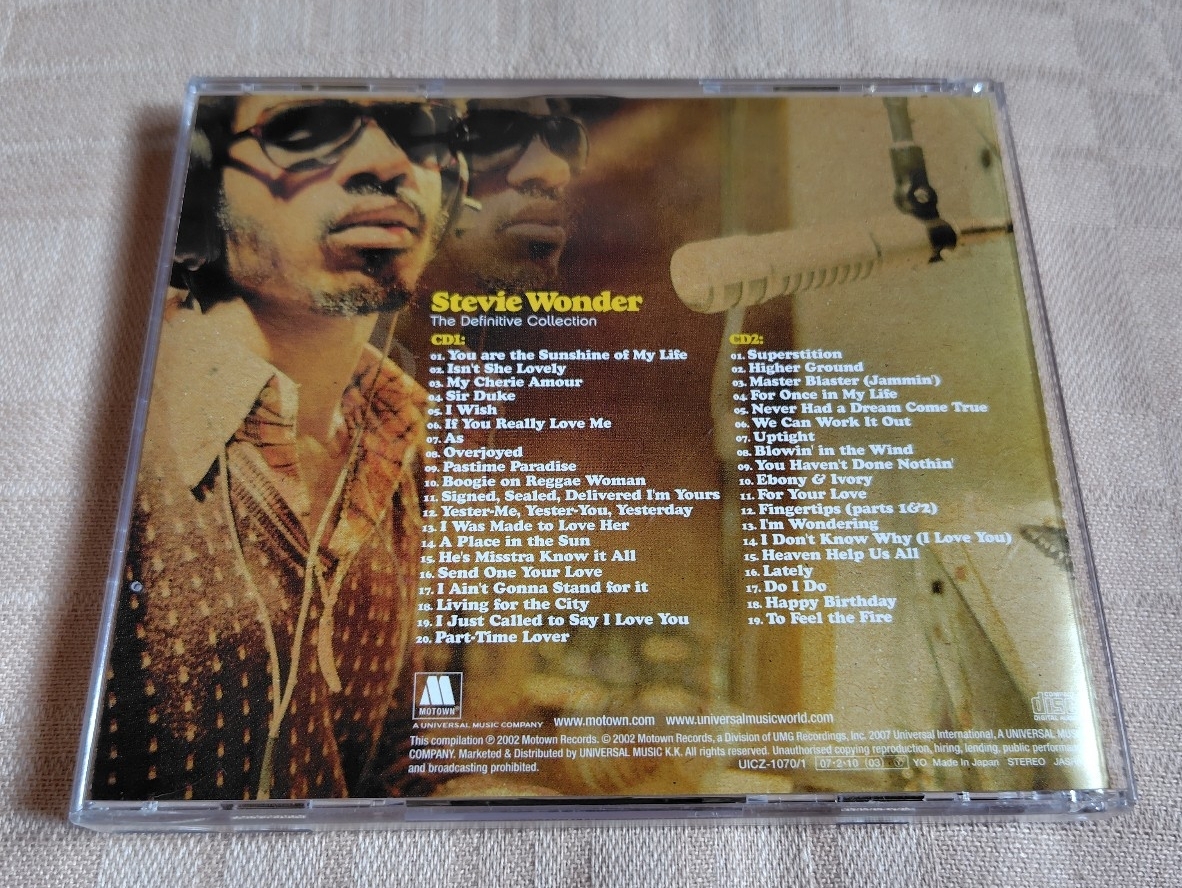 Stevie Wonder
The Definitive Collection
CD1:
01. You are the Sunshine of My Life
02. Isn't She Lovely
03. My Cherie Amour
04. Sir Duke
05. I Wish
06. If You Really Love Me
07. As
08. Overjoyed
09. Pastime Paradise
10. Boogie on Reggae Woman
11. Signed, Sealed, Delivered I'm Yours
12. Yester-Me, Yester-You, Yesterday
13. I Was Made to Love Her
14. A Place in the Sun
15. He's Misstra Know it All
16. Send One Your Love
17. I Ain't Gonna Stand for it
18. Living for the City
19. I Just Called to Say I Love You
20. Part-Time Lover
CD2:
01. Superstition
02. Higher Ground
03. Master Blaster (Jammin')
04. For Once in My Life
05. Never Had a Dream Come True
06. We Can Work It Out
07. Uptight
08. Blowin' in the Wind
09. You Haven't Done Nothin'
10. Ebony & Ivory
11. For Your Love
12. Fingertips (parts 1&2)
13. I'm Wondering
14. I Don't Know Why (I Love You)
15. Heaven Help Us All
16. Lately
17. Do I Do
18. Happy Birthday
19. To Feel the Fire
MOTOWN
A UNIVERSAL MUSIC COMPANY www.motown.com www.universalmusicworld.com
This compilation ℗ 2002 Motown Records. © 2002 Motown Records, a Division of UMG Recordings, Inc. 2007 Universal International, A UNIVERSAL
COMPANY. Marketed & Distributed by UNIVERSAL MUSIC K.K. All rights reserved. Unauthorised copying reproduction, hiring, lending, public
and broadcasting prohibited. UICZ-1070/1 07·2·10 (03) YO Made In Japan STEREO
DIGITAL